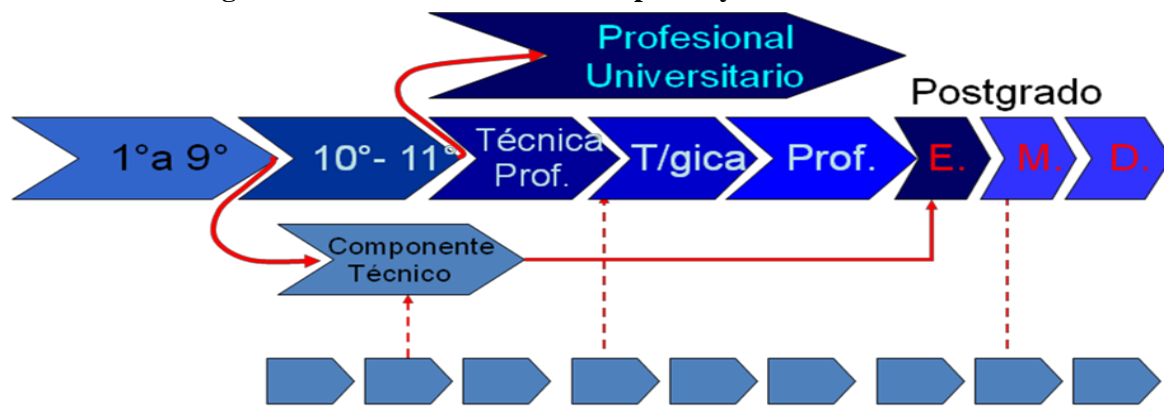 Profesional
Universitario
Postgrado
1°a 9°
10°- 11°
Técnica
Prof.
T/gica
Prof.
E.
M.
D.
Componente
Técnico